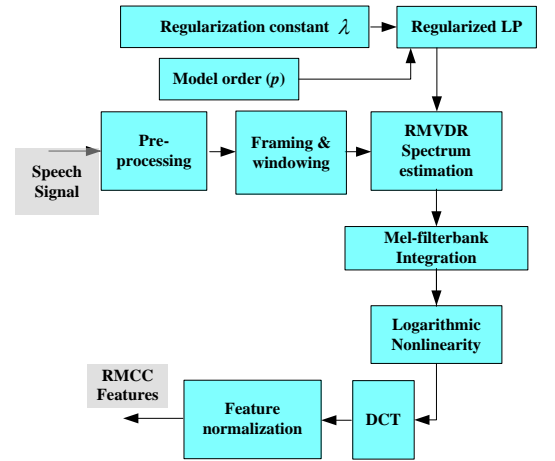 Regularization constant λ
Regularized LP
Model order (p)
Pre-
processing
Framing &
windowing
RMVDR
Spectrum
estimation
Speech
Signal
Mel-filterbank
Integration
Logarithmic
Nonlinearity
RMCC
Features
Feature
normalization
DCT